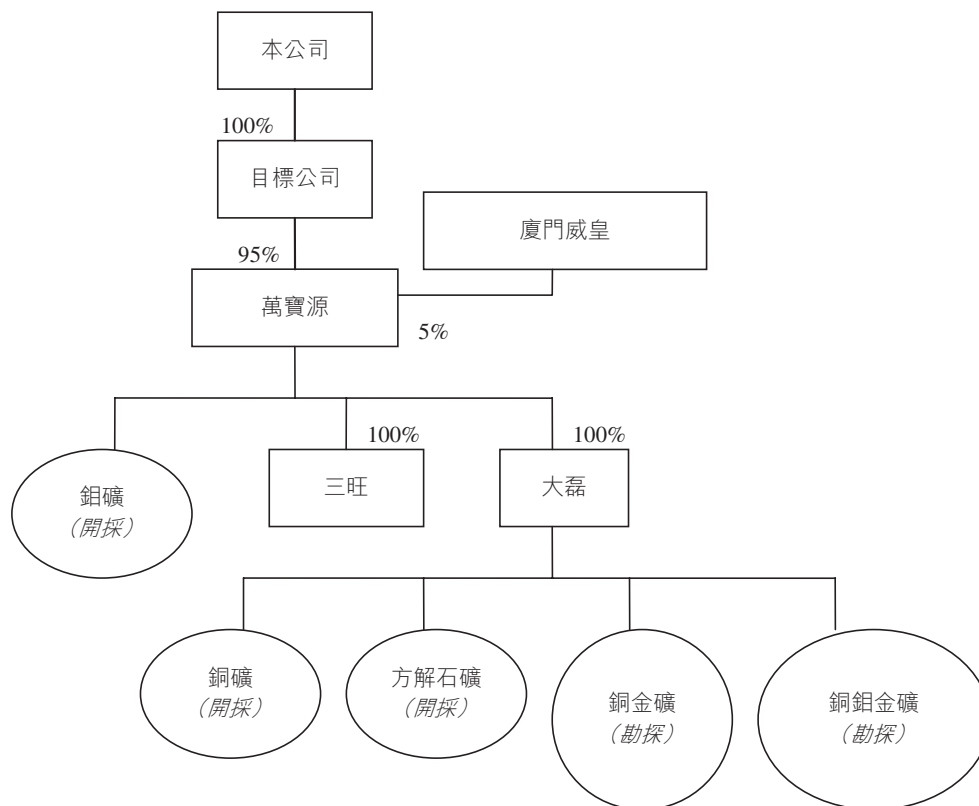 本公司
100%
目標公司
廈門威皇
95%
萬寶源
5%
100%
100%
鉬礦
（開採）
三旺
大磊
銅礦
（開採）
方解石礦
（開採）
銅金礦
（勘探）
銅鉬金礦
（勘探）